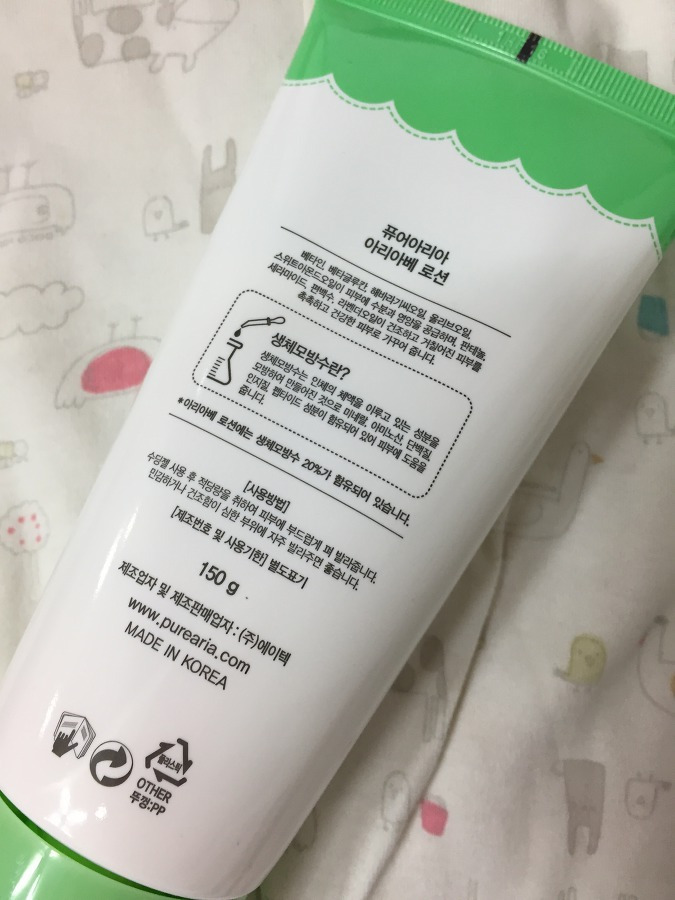 퓨어아리아
아리아베 로션
베타인, 베타글루칸, 해바라기씨오일, 올리브오일,
스위트아몬드오일이 피부에 수분과 영양을 공급하며, 판테놀,
세라마이드, 편백수, 라벤더오일이 건조하고 거칠어진 피부를
촉촉하고 건강한 피부로 가꾸어 줍니다.
생체모방수란?
생체모방수는 인체의 체액을 이루고 있는 성분을
모방하여 만들어진 것으로 미네랄, 아미노산, 단백질
인지질, 펩타이드 성분이 함유되어 있어 피부에 도움을
줍니다.
*아리아베 로션에는 생체모방수 20%가 함유되어 있습니다.
[사용방법]
수딩젤 사용 후 적당량을 취하여 피부에 부드럽게 펴 발라줍니다.
민감하거나 건조함이 심한 부위에 자주 발라주면 좋습니다.
[제조번호 및 사용기한] 별도표기
150 g
제조업자 및 제조판매업자 : (주)에이텍
www.purearia.com
MADE IN KOREA
플라스틱
OTHER
뚜껑:PP